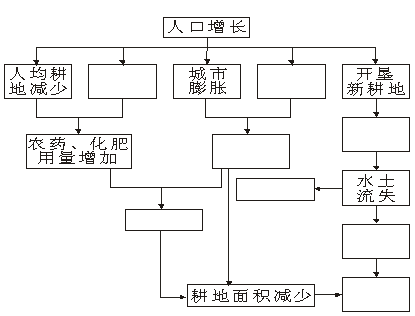 人口增长
人均耕
地减少
城市
膨胀
开垦
新耕地
农药、化肥
用量增加
水土
流失
耕地面积减少